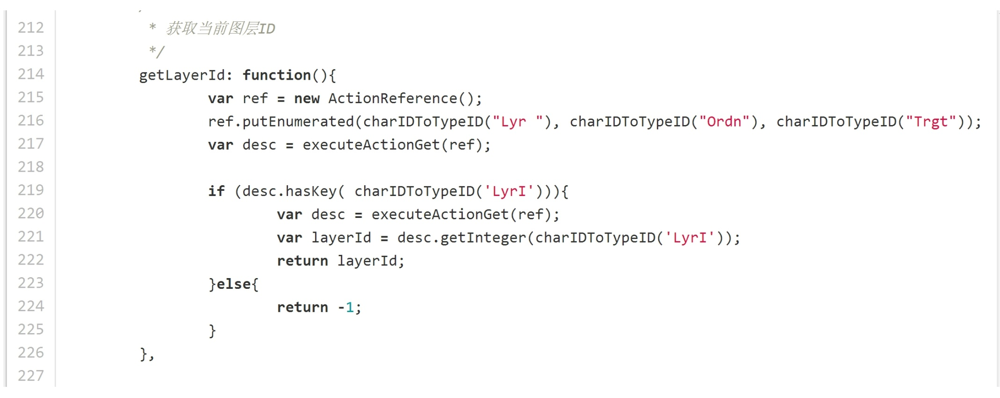 212 * 获取当前图层ID
213 */
214 getLayerId: function(){
215 var ref = new ActionReference();
216 ref.putEnumerated(charIDToTypeID("Lyr "), charIDToTypeID("Ordn"), charIDToTypeID("Trgt"));
217 var desc = executeActionGet(ref);
218
219 if (desc.hasKey( charIDToTypeID('LyrI'))){
220 var desc = executeActionGet(ref);
221 var layerId = desc.getInteger(charIDToTypeID('LyrI'));
222 return layerId;
223 }else{
224 return -1;
225 }
226 },
227